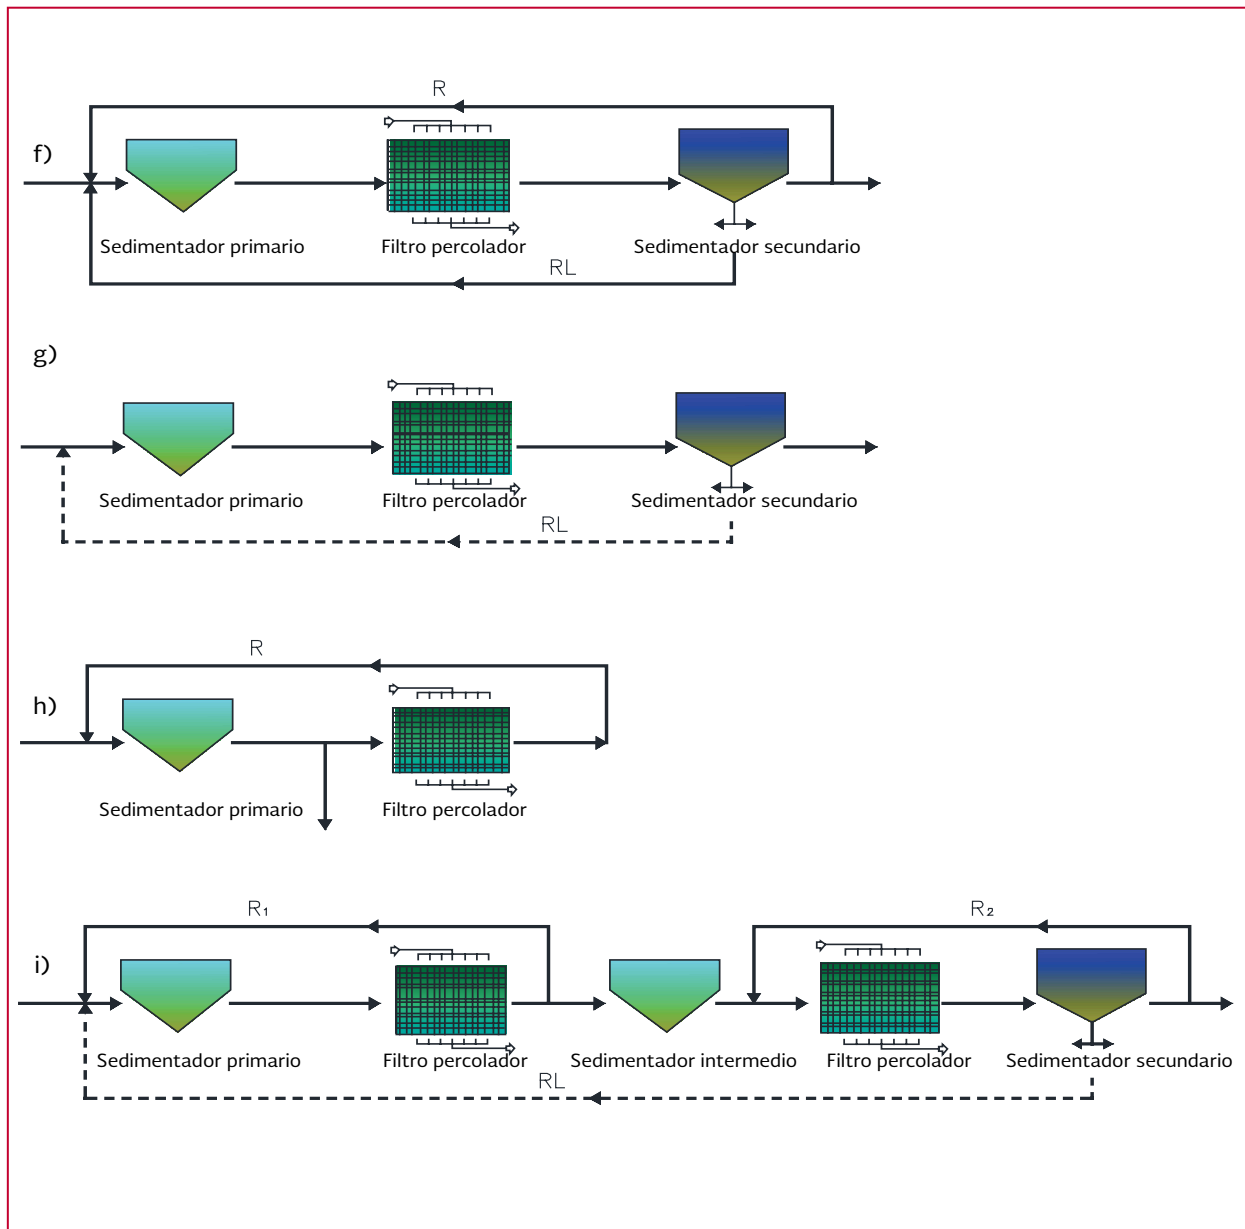 R
f)
Sedimentador primario
Filtro percolador
Sedimentador secundario
RL
g)
Sedimentador primario
Filtro percolador
Sedimentador secundario
RL
R
h)
Sedimentador primario
Filtro percolador
R₁
R₂
i)
Sedimentador primario
Filtro percolador
Sedimentador intermedio
Filtro percolador
Sedimentador secundario
RL